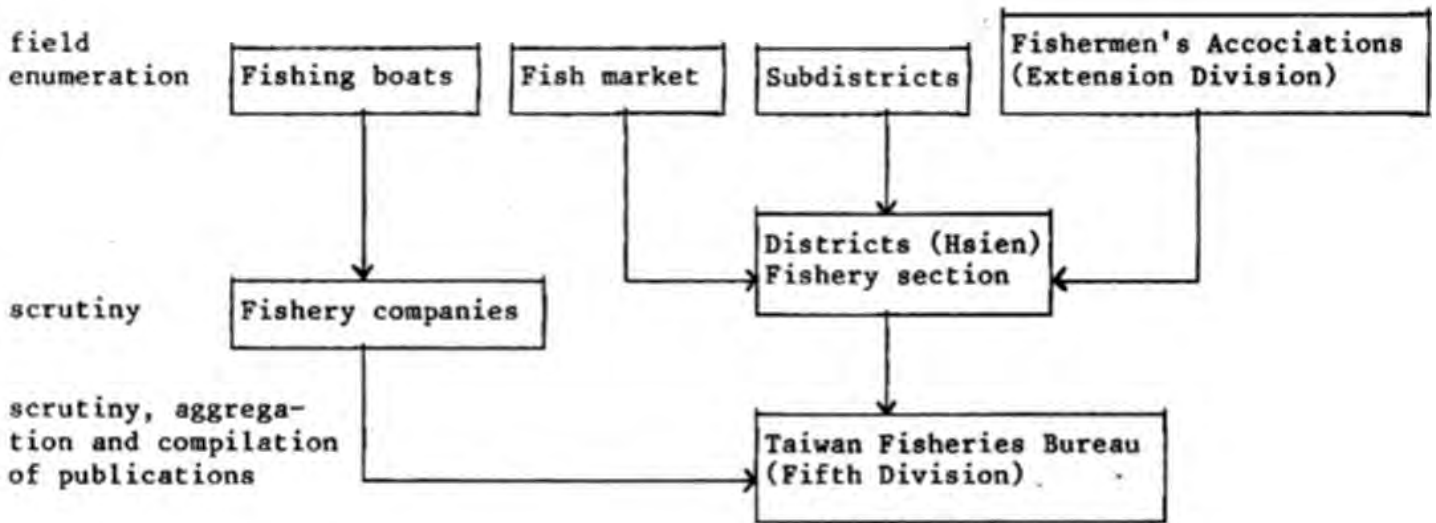 field
enumeration
Fishing boats
Fish market
Subdistricts
Fishermen's Accociations
(Extension Division)
Districts (Hsien)
Fishery section
scrutiny
Fishery companies
scrutiny, aggrega-
tion and compilation
of publications
Taiwan Fisheries Bureau
(Fifth Division)